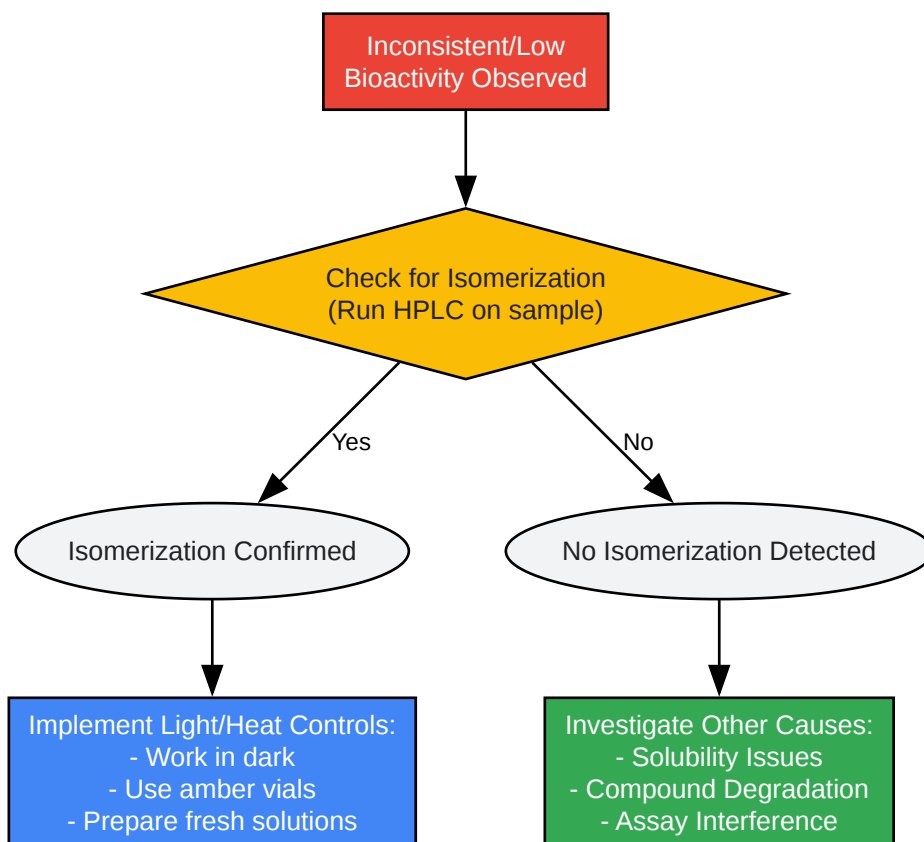 Inconsistent/Low
Bioactivity Observed
Check for Isomerization
(Run HPLC on sample)
Yes
No
Isomerization Confirmed
No Isomerization Detected
Implement Light/Heat Controls:
- Work in dark
- Use amber vials
- Prepare fresh solutions
Investigate Other Causes:
- Solubility Issues
- Compound Degradation
- Assay Interference